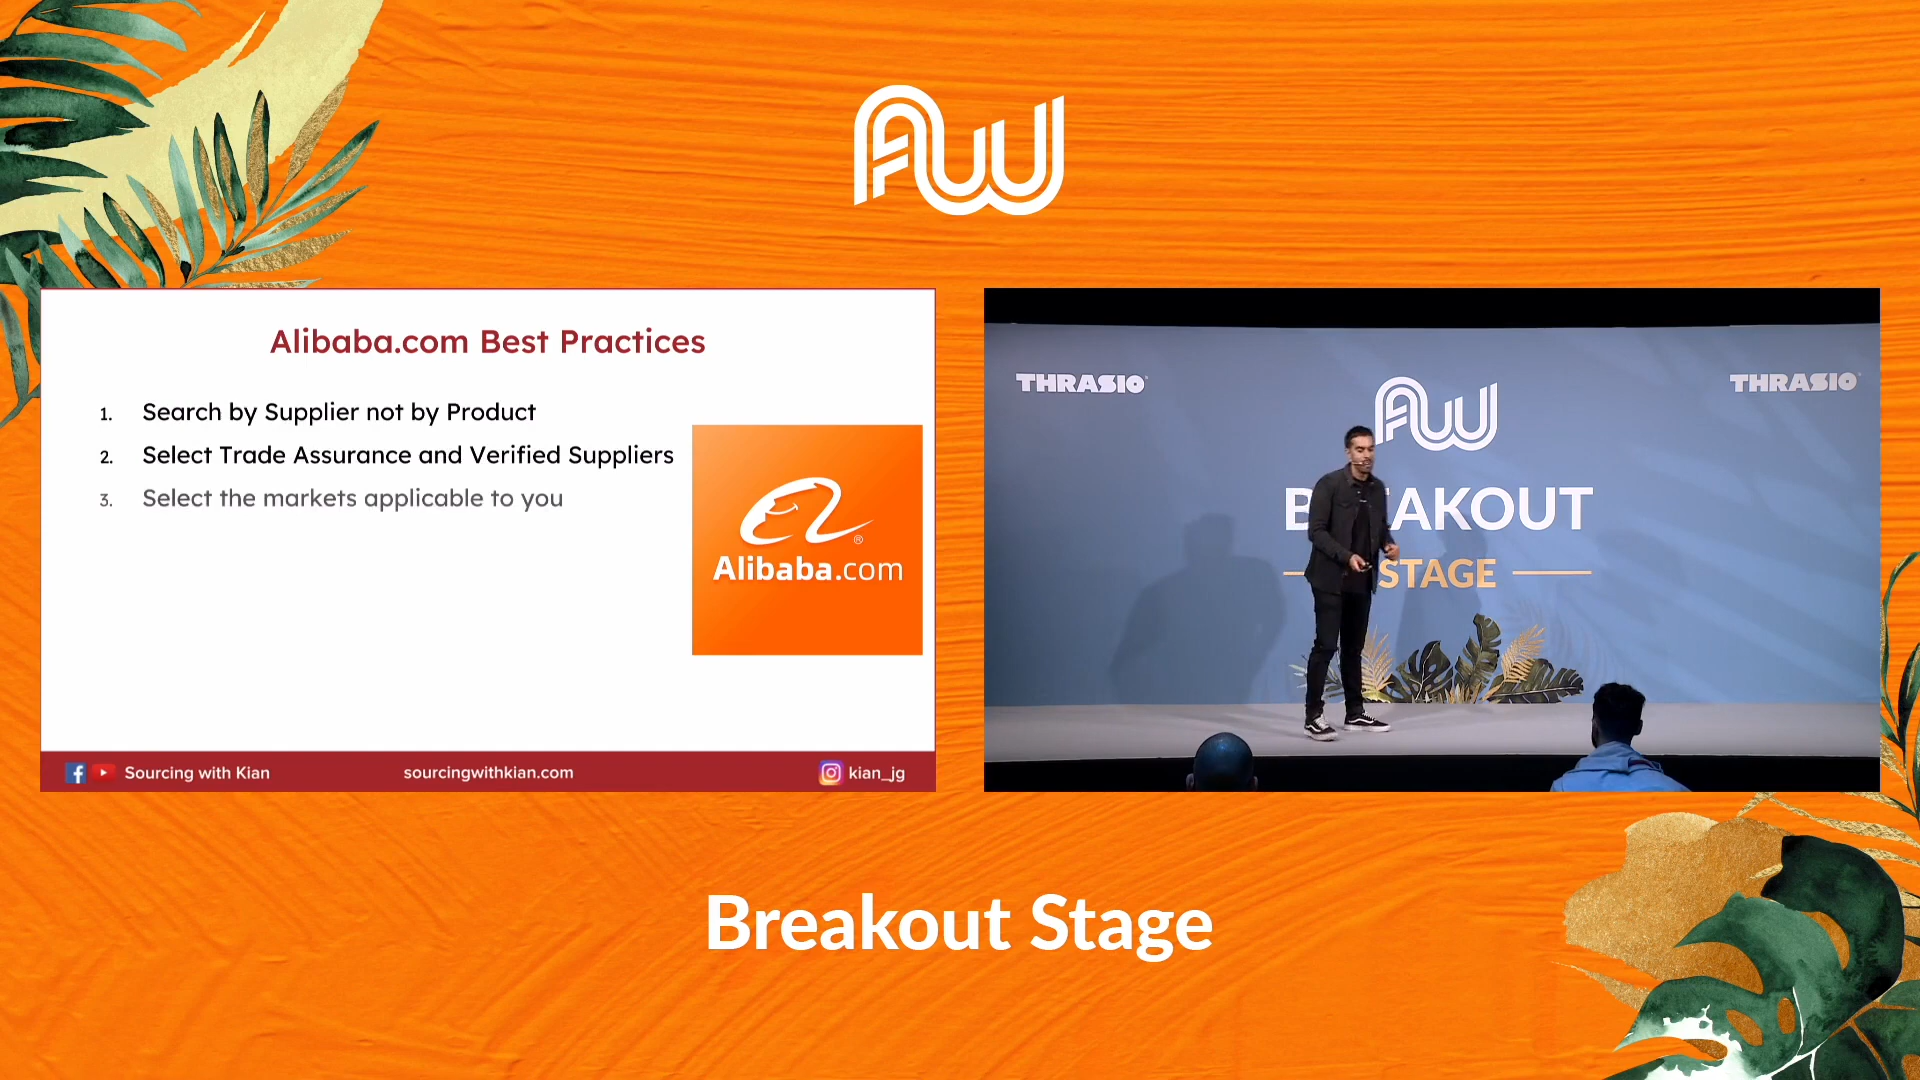 AW
Alibaba.com Best Practices
1. Search by Supplier not by Product
2. Select Trade Assurance and Verified Suppliers
3. Select the markets applicable to you
Alibaba.com
®
Sourcing with Kian
sourcingwithkian.com
kian_jg
THRASIO
THRASIO
AW
BREAKOUT
STAGE
Breakout Stage